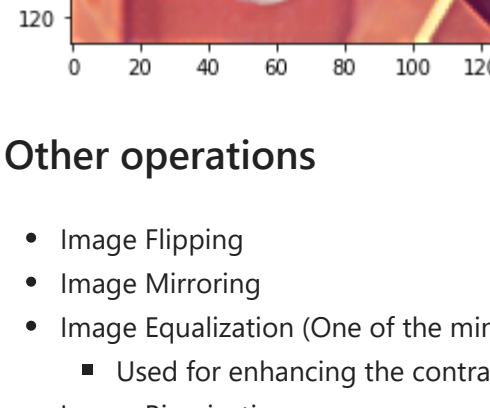 120
0 20 40 60 80 100
Other operations
• Image Flipping
• Image Mirroring
• Image Equalization (One of the
▪ Used for enhancing the
Image